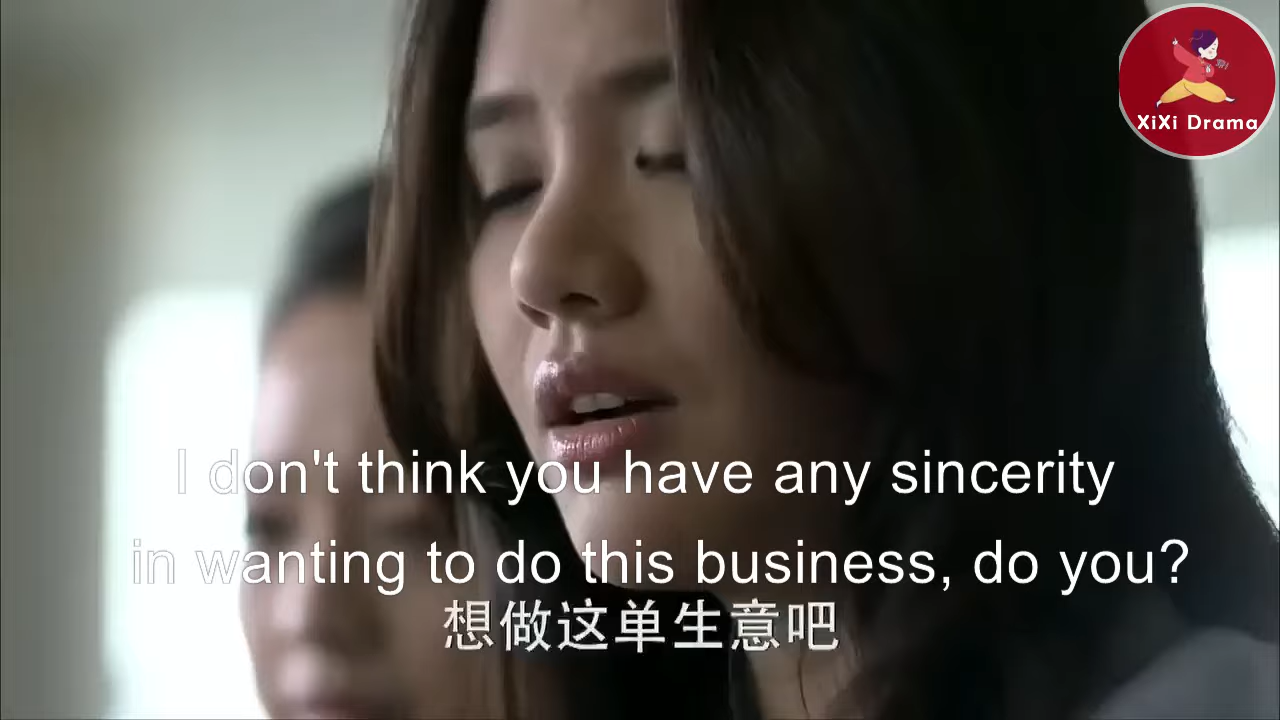 XiXi Drama
I don't think you have any sincerity
in wanting to do this business, do you?
想做这单生意吧